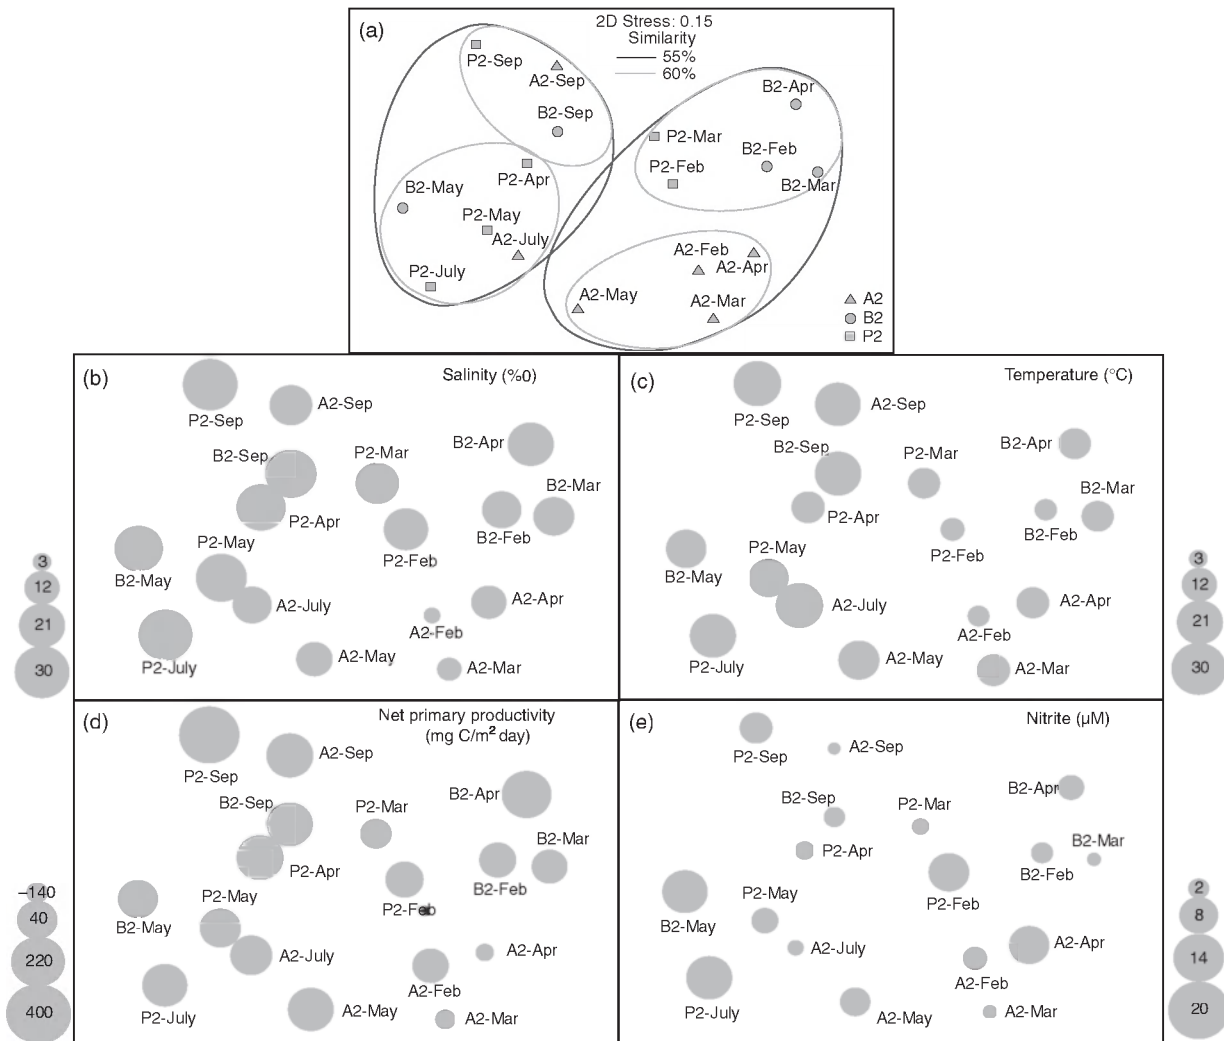 (a)
2D Stress: 0.15
Similarity
55%
60%
P2-Sep
A2-Sep
B2-Sep
B2-Apr
P2-Mar
P2-Feb
B2-Feb
B2-Mar
P2-Apr
B2-May
P2-May
A2-July
P2-July
A2-Feb
A2-Apr
A2-May
A2-Mar
A2
B2
P2
(b)
Salinity (%0)
P2-Sep
A2-Sep
B2-Sep
P2-Mar
B2-Apr
B2-Mar
P2-Apr
B2-Feb
P2-May
P2-Feb
B2-May
A2-July
A2-Apr
A2-Feb
P2-July
A2-May
A2-Mar
3
12
21
30
(c)
Temperature (°C)
P2-Sep
A2-Sep
B2-Sep
P2-Mar
B2-Apr
B2-Mar
P2-Apr
B2-Feb
P2-May
P2-Feb
B2-May
A2-July
A2-Apr
A2-Feb
P2-July
A2-May
A2-Mar
3
12
21
30
(d)
Net primary productivity
(mg C/m² day)
P2-Sep
A2-Sep
B2-Sep
P2-Mar
B2-Apr
B2-Mar
P2-Apr
B2-Feb
P2-May
P2-Feb
B2-May
A2-July
A2-Apr
A2-Feb
P2-July
A2-May
A2-Mar
–140
40
220
400
(e)
Nitrite (µM)
P2-Sep
A2-Sep
B2-Sep
P2-Mar
B2-Apr
B2-Mar
P2-Apr
B2-Feb
P2-May
P2-Feb
B2-May
A2-July
A2-Apr
A2-Feb
P2-July
A2-May
A2-Mar
2
8
14
20